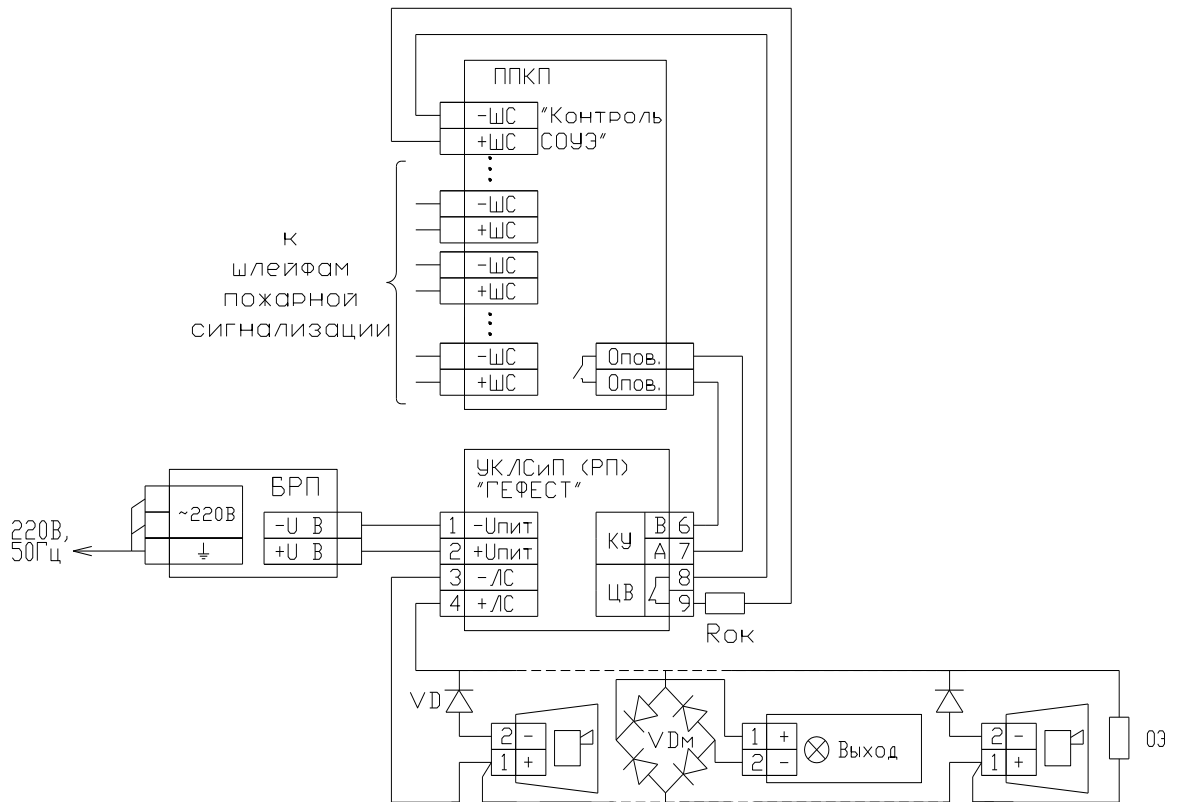 ППКП
-ШС "Контроль
+ШС СОУЭ"
-ШС
+ШС
-ШС
+ШС
-ШС
+ШС
К
шлейфам
пожарной
сигнализации
Опов.
Опов.
УКЛСиП (РП)
"ГЕФЕСТ"
БРП
~220В
-U В
+U В
220В,
50Гц
1 -Uпит
2 +Uпит
3 -ЛС
4 +ЛС
КУ
В 6
А 7
ЦВ
8
9
Rок
VD
2 -
1 +
VDм
1 +
2 -
Выход
2 -
1 +
ОЭ